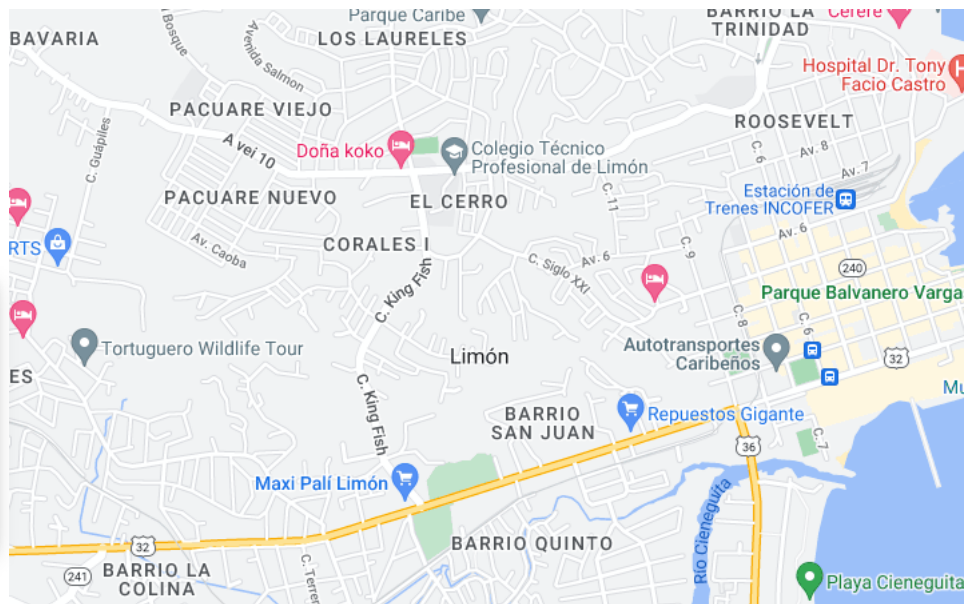 Parque Caribe
BARRIO LA
TRINIDAD
Cerere
BAVARIA
Bosque
Avenida Salmon
LOS LAURELES
Hospital Dr. Tony
Facio Castro
PACUARE VIEJO
C. Guápiles
A vei 10
Doña koko
Colegio Técnico
Profesional de Limón
ROOSEVELT
C. 6
Av. 8
Av. 7
PACUARE NUEVO
EL CERRO
C. 11
Estación de
Trenes INCOFER
Av. 6
RTS
Av. Caoba
CORALES I
C. King Fish
C. Siglo XXI
Av. 6
C. 9
240
Parque Balvanero Varga
C. 8
C. 6
Tortuguero Wildlife Tour
Limón
Autotransportes
Caribeños
32
ES
C. King Fish
BARRIO
SAN JUAN
Repuestos Gigante
Mu
C. 7
36
Maxi Palí Limón
Río Cieneguita
32
BARRIO QUINTO
241
BARRIO LA
COLINA
C. Terre
Playa Cieneguita